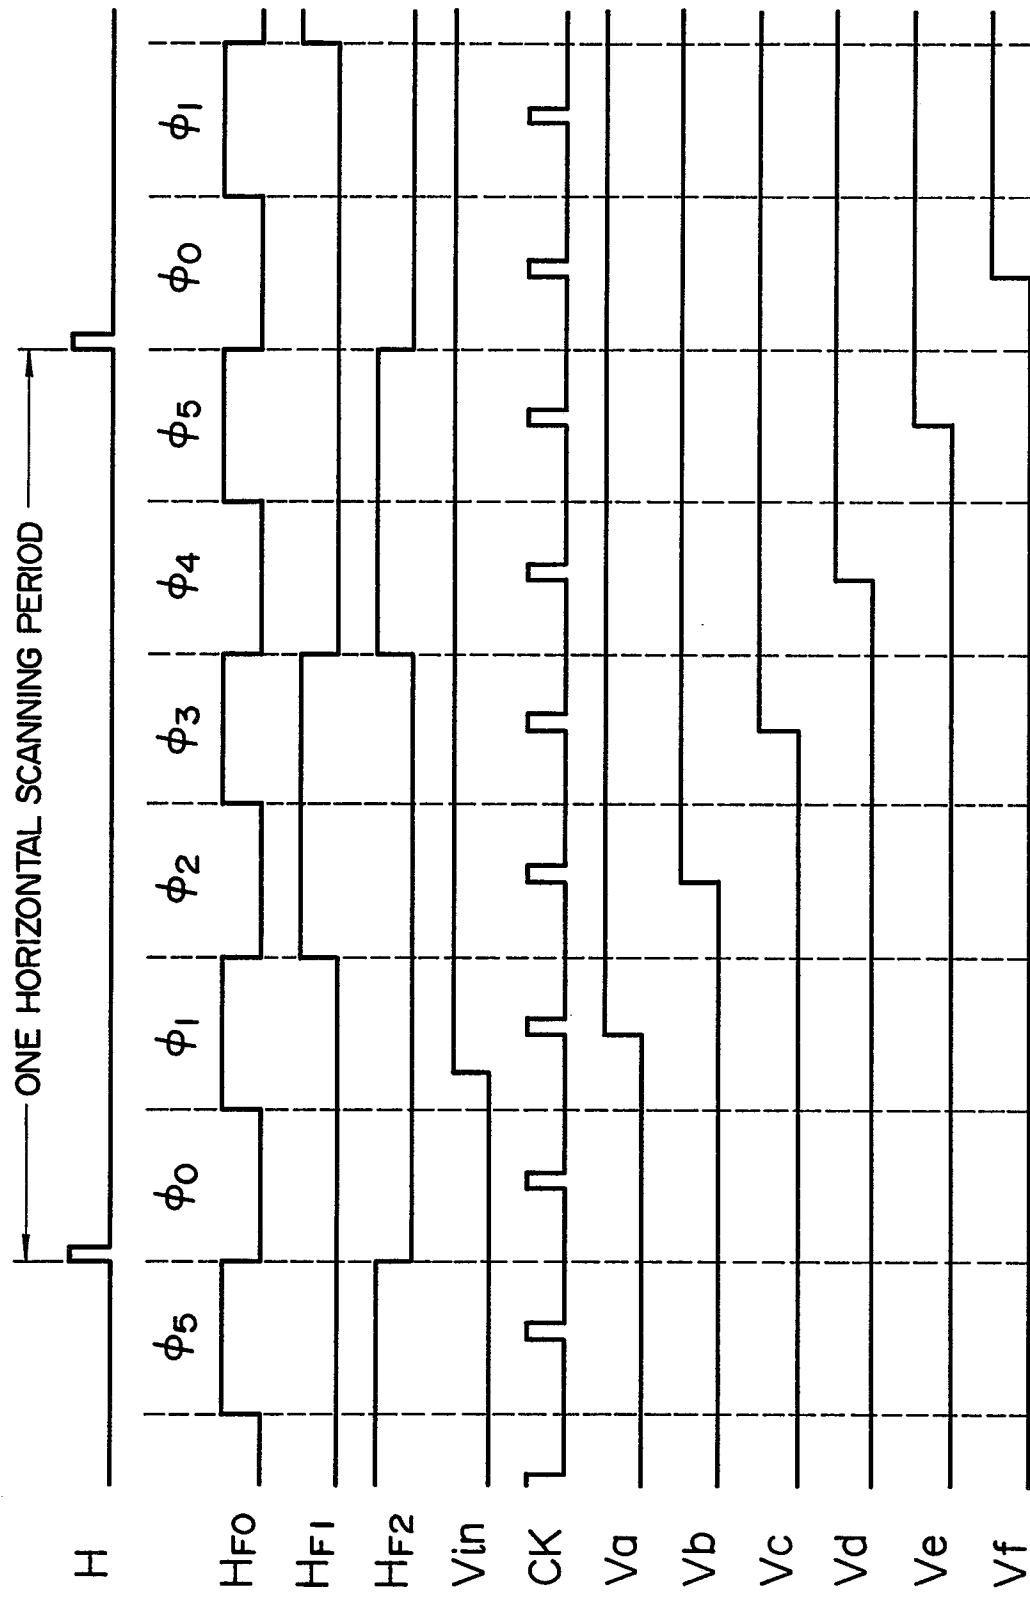 ONE HORIZONTAL SCANNING PERIOD
H
ϕ5 ϕ0 ϕ1 ϕ2 ϕ3 ϕ4 ϕ5 ϕ0 ϕ1
HF0
HF1
HF2
Vin
CK
Va
Vb
Vc
Vd
Ve
Vf